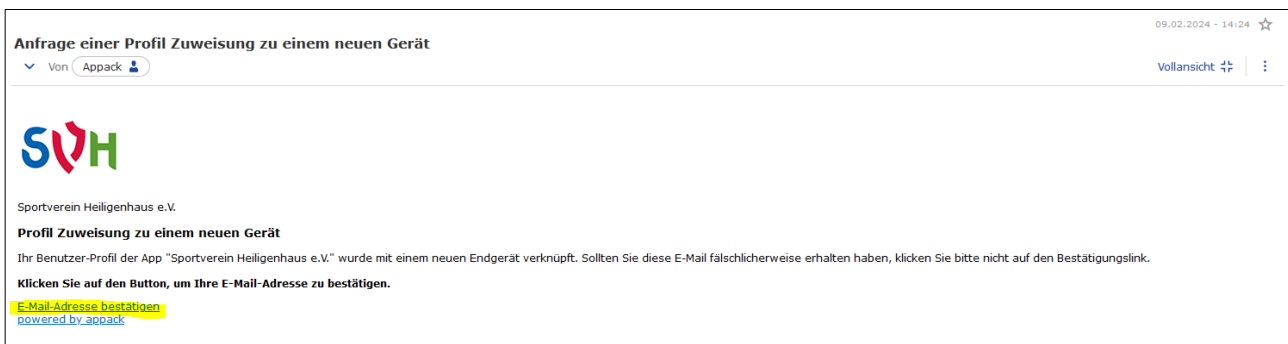 09.02.2024 - 14:24
Anfrage einer Profil Zuweisung zu einem neuen Gerät
Von Appack
Vollansicht
SVH
Sportverein Heiligenhaus e.V.
Profil Zuweisung zu einem neuen Gerät
Ihr Benutzer-Profil der App "Sportverein Heiligenhaus e.V." wurde mit einem neuen Endgerät verknüpft. Sollten Sie diese E-Mail fälschlicherweise erhalten haben, klicken Sie bitte nicht auf den Bestätigungslink.
Klicken Sie auf den Button, um Ihre E-Mail-Adresse zu bestätigen.
E-Mail-Adresse bestätigen
powered by appack